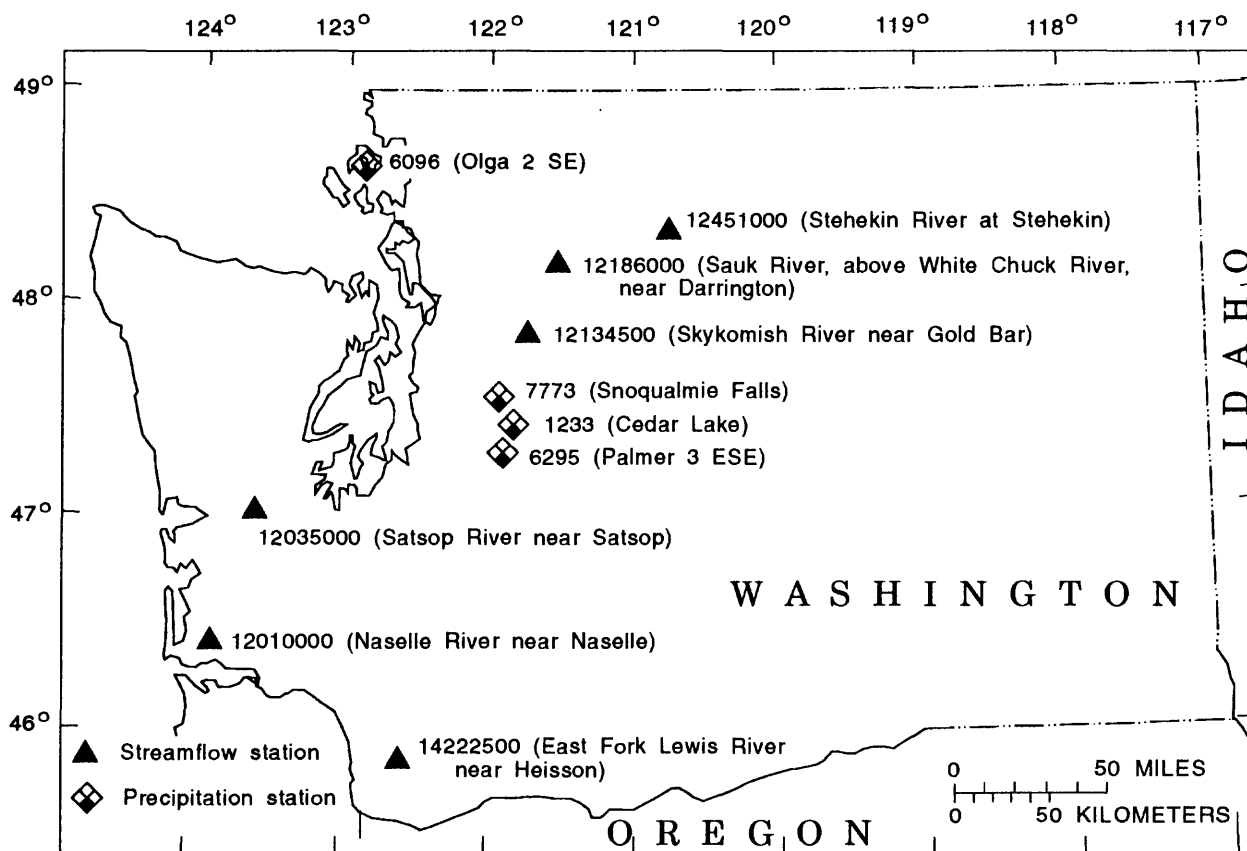 124° 123° 122° 121° 120° 119° 118° 117°
49°
6096 (Olga 2 SE)
12451000 (Stehekin River at Stehekin)
12186000 (Sauk River, above White Chuck River,
near Darrington)
48°
12134500 (Skykomish River near Gold Bar)
IDAHO
7773 (Snoqualmie Falls)
1233 (Cedar Lake)
6295 (Palmer 3 ESE)
47°
12035000 (Satsop River near Satsop)
WASHINGTON
12010000 (Naselle River near Naselle)
46°
Streamflow station
14222500 (East Fork Lewis River
near Heisson)
Precipitation station
0 50 MILES
0 50 KILOMETERS
OREGON